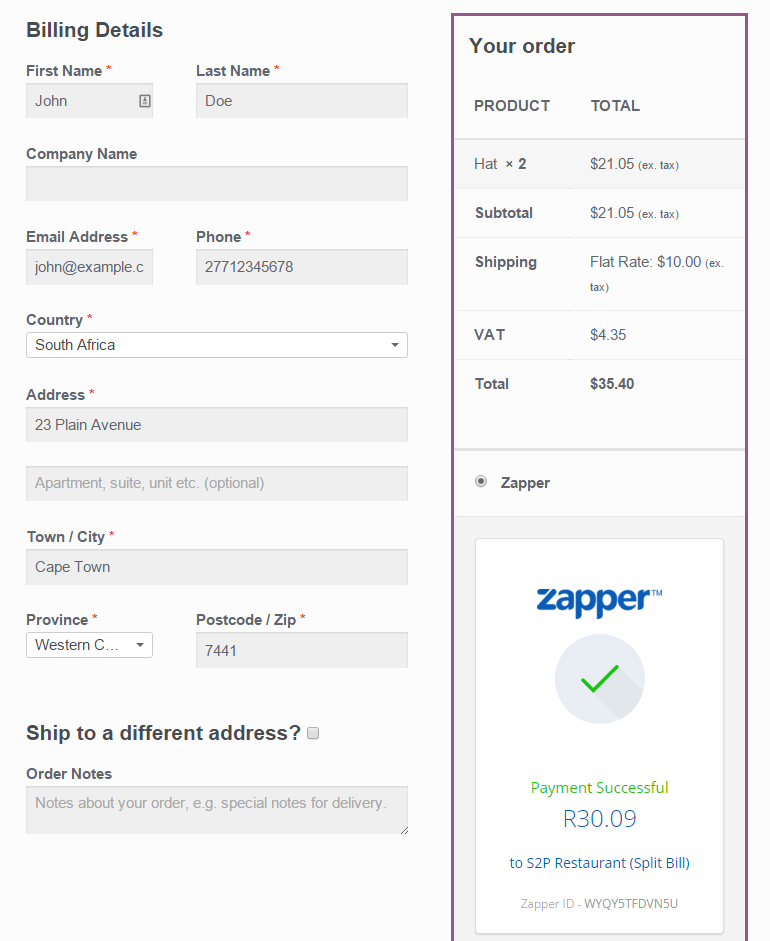 Billing Details
First Name * Last Name *
John Doe
Company Name
Email Address * Phone *
john@example.c 27712345678
Country *
South Africa
Address *
23 Plain Avenue
Apartment, suite, unit etc. (optional)
Town / City *
Cape Town
Province * Postcode / Zip *
Western C... 7441
Ship to a different address?
Order Notes
Notes about your order, e.g. special notes for delivery.
Your order
PRODUCT TOTAL
Hat × 2 $21.05 (ex. tax)
Subtotal $21.05 (ex. tax)
Shipping Flat Rate: $10.00 (ex.
tax)
VAT $4.35
Total $35.40
Zapper
zapper™
Payment Successful
R30.09
to S2P Restaurant (Split Bill)
Zapper ID - WYQY5TFDVN5U